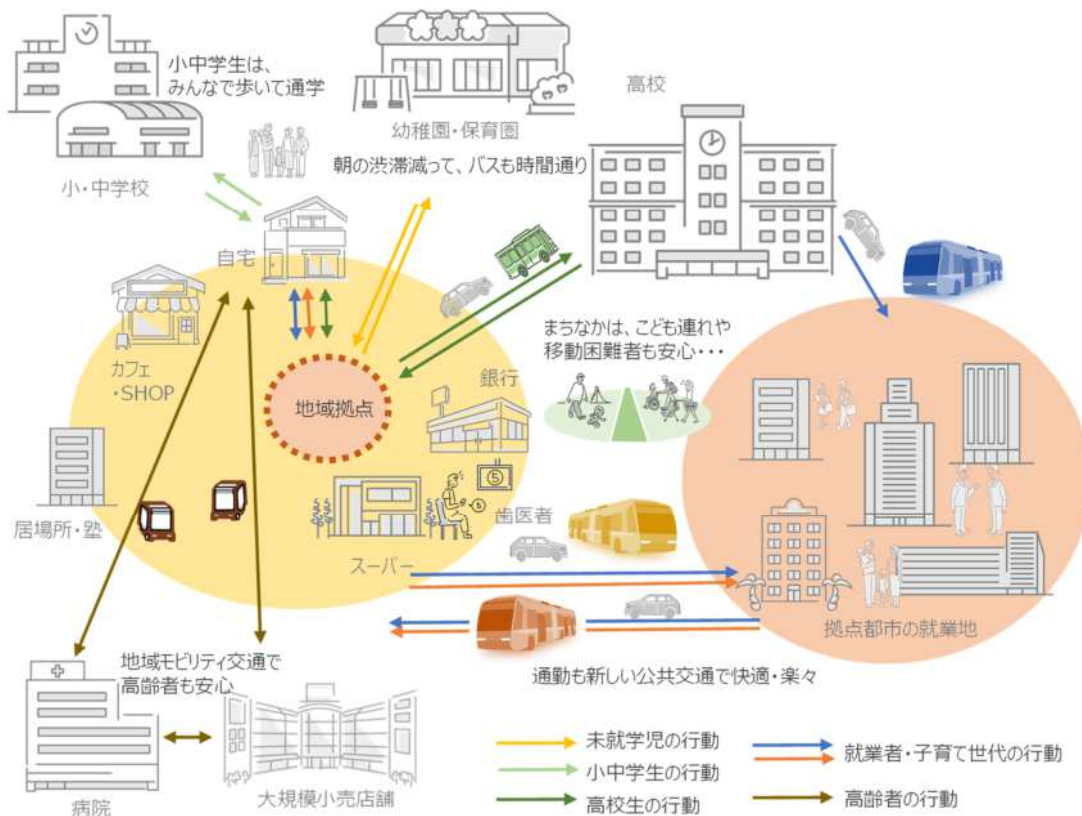 小中学生は、
みんなで歩いて通学
小・中学校
幼稚園・保育園
朝の渋滞減って、バスも時間通り
高校
自宅
カフェ
・SHOP
地域拠点
銀行
まちなかは、こども連れや
移動困難者も安心・・・
居場所・塾
⑤
⑤
歯医者
スーパー
拠点都市の就業地
地域モビリティ交通で
高齢者も安心
通勤も新しい公共交通で快適・楽々
病院
大規模小売店舗
未就学児の行動
小中学生の行動
高校生の行動
就業者・子育て世代の行動
高齢者の行動